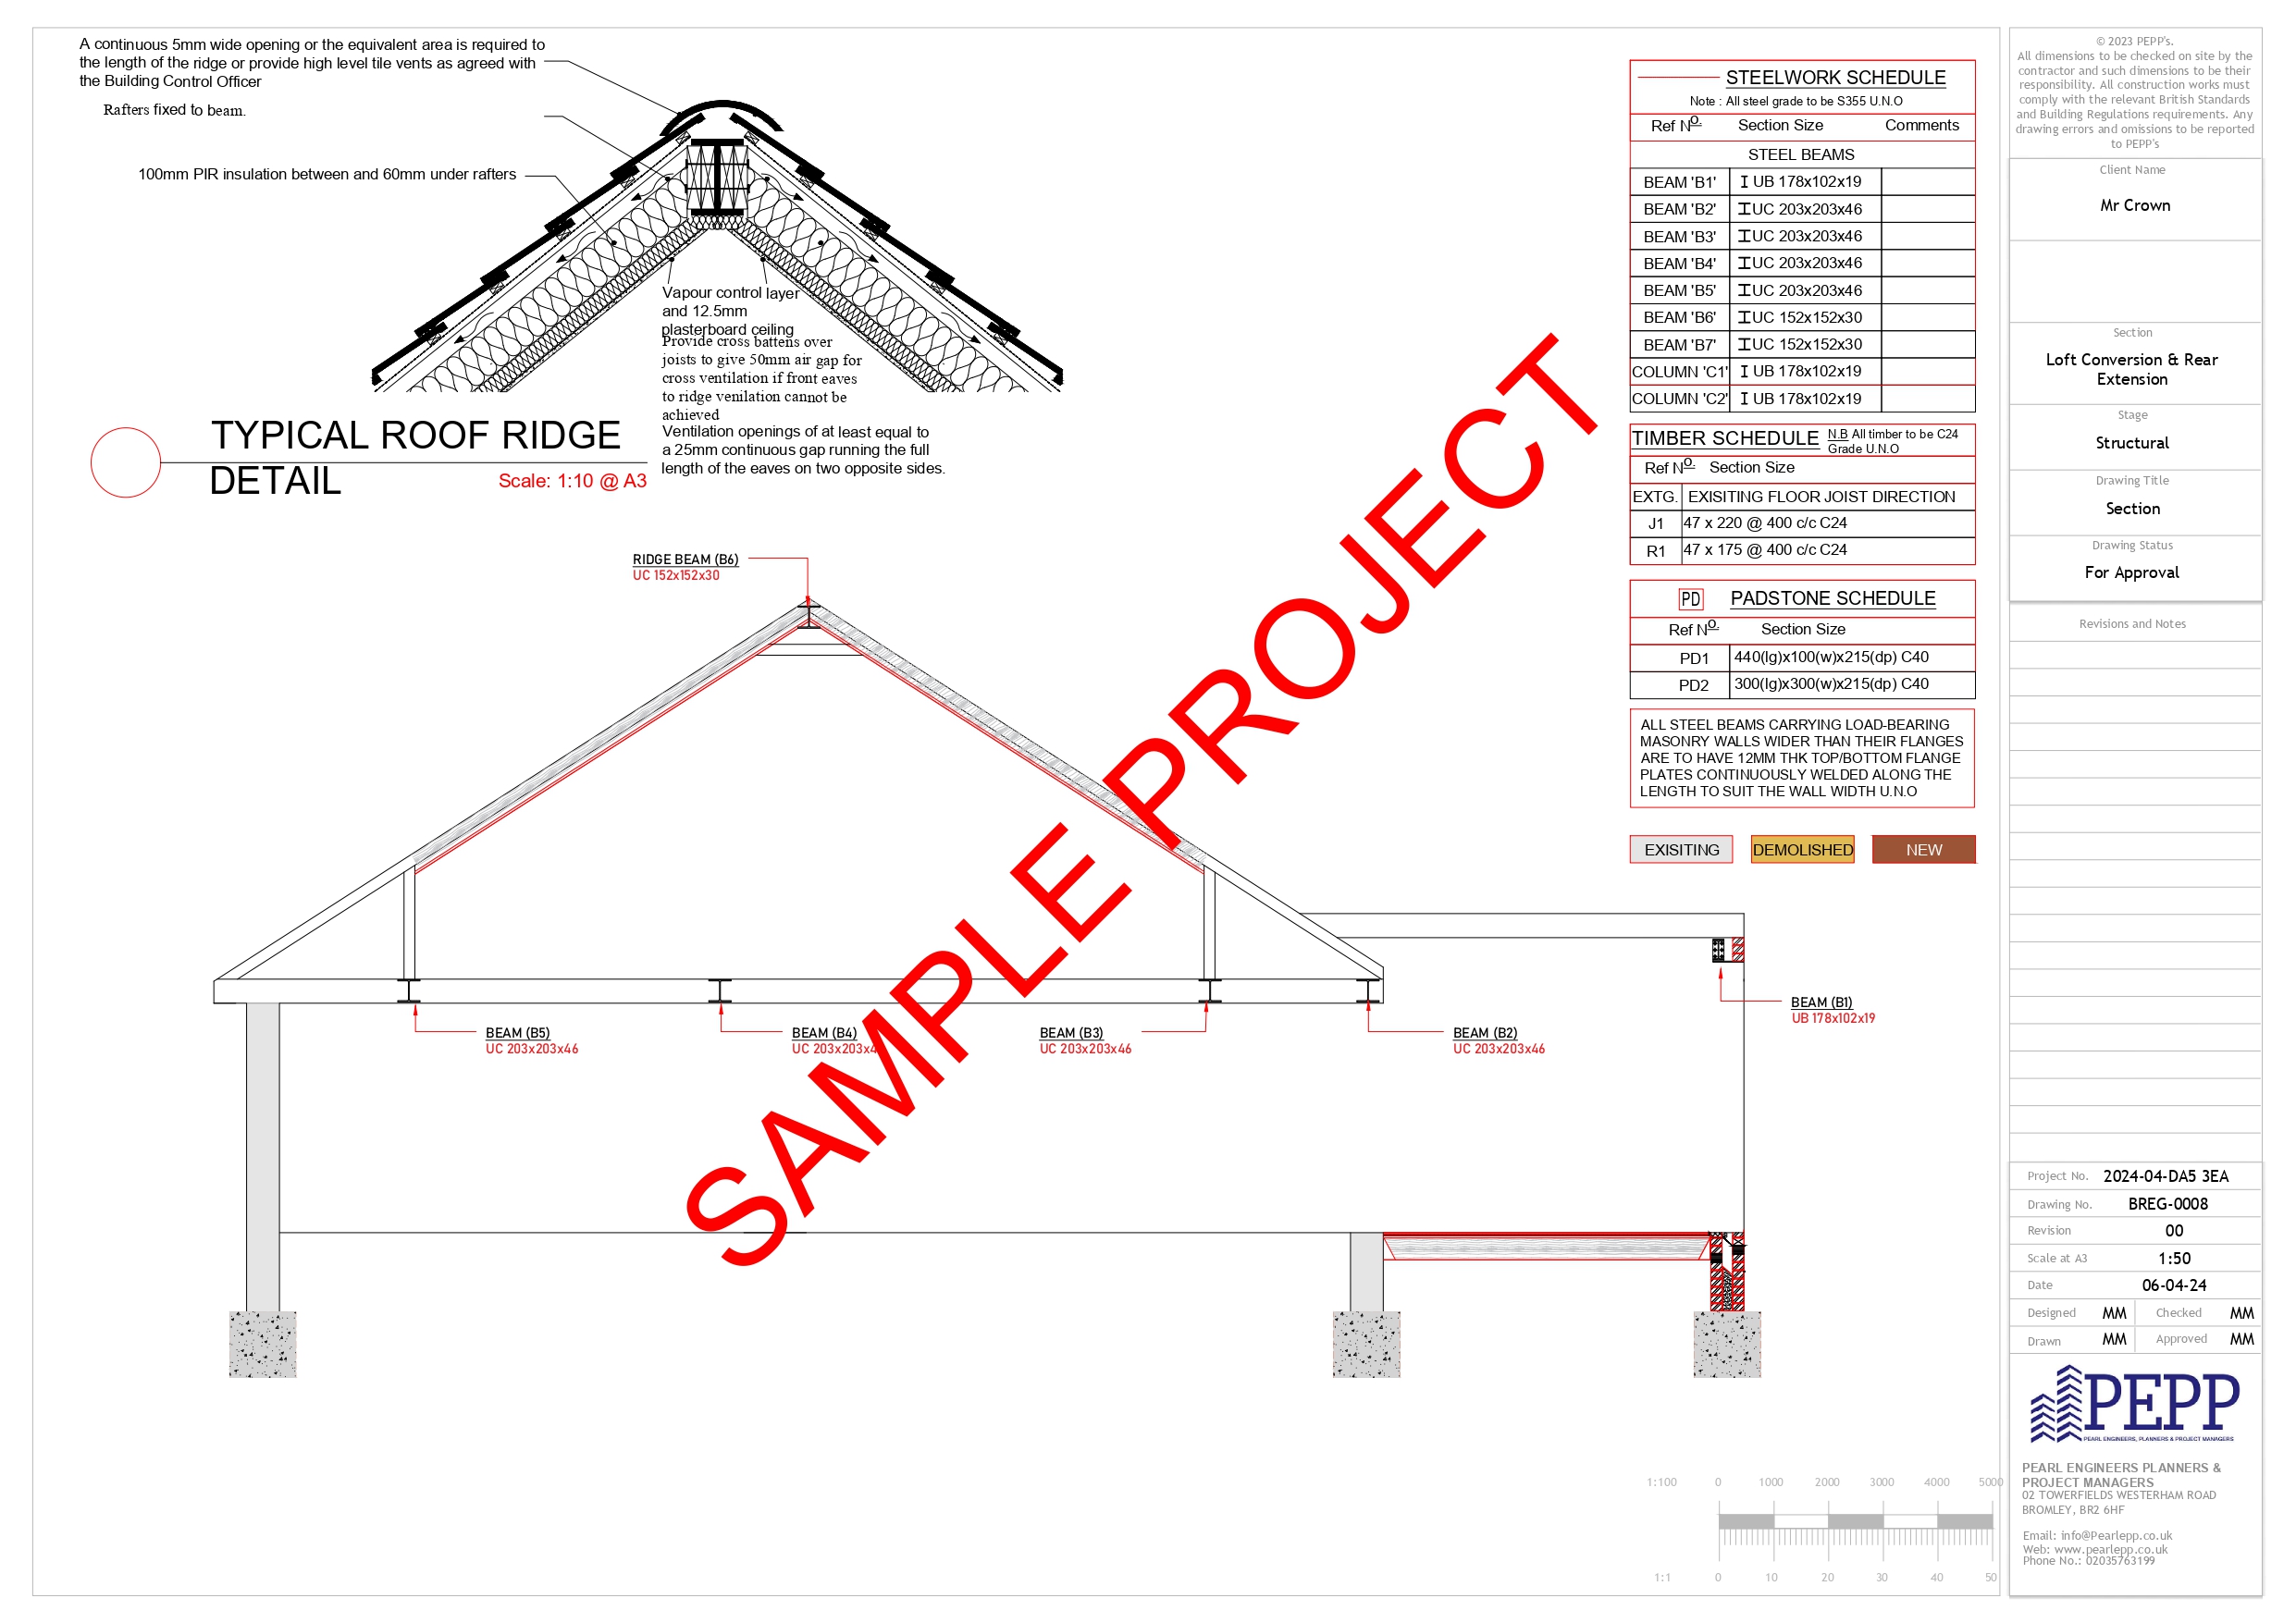 A continuous 5mm wide opening or the equivalent area is required to
the length of the ridge or provide high level tile vents as agreed with
the Building Control Officer
Rafters fixed to beam.
100mm PIR insulation between and 60mm under rafters
Vapour control layer
and 12.5mm
plasterboard ceiling
Provide cross battens over
joists to give 50mm air gap for
cross ventilation if front eaves
to ridge venilation cannot be
achieved
Ventilation openings of at least equal to
a 25mm continuous gap running the full
length of the eaves on two opposite sides.
TYPICAL ROOF RIDGE
DETAIL
Scale: 1:10 @ A3
RIDGE BEAM (B6)
UC 152x152x30
BEAM (B5)
UC 203x203x46
BEAM (B4)
UC 203x203x4
BEAM (B3)
UC 203x203x46
BEAM (B2)
UC 203x203x46
BEAM (B1)
UB 178x102x19
SAMPLE PROJECT
STEELWORK SCHEDULE
Note : All steel grade to be S355 U.N.O
Ref NO. Section Size Comments
STEEL BEAMS
BEAM 'B1' UB 178x102x19
BEAM 'B2' UC 203x203x46
BEAM 'B3' UC 203x203x46
BEAM 'B4' UC 203x203x46
BEAM 'B5' UC 203x203x46
BEAM 'B6' UC 152x152x30
BEAM 'B7' UC 152x152x30
COLUMN 'C1' UB 178x102x19
COLUMN 'C2' UB 178x102x19
TIMBER SCHEDULE N.B All timber to be C24
Grade U.N.O
Ref NO. Section Size
EXTG. EXISITING FLOOR JOIST DIRECTION
J1 47 x 220 @ 400 c/c C24
R1 47 x 175 @ 400 c/c C24
PD PADSTONE SCHEDULE
Ref NO. Section Size
PD1 440(lg)x100(w)x215(dp) C40
PD2 300(lg)x300(w)x215(dp) C40
ALL STEEL BEAMS CARRYING LOAD-BEARING
MASONRY WALLS WIDER THAN THEIR FLANGES
ARE TO HAVE 12MM THK TOP/BOTTOM FLANGE
PLATES CONTINUOUSLY WELDED ALONG THE
LENGTH TO SUIT THE WALL WIDTH U.N.O
EXISITING DEMOLISHED NEW
1:100 0 1000 2000 3000 4000 5000
1:1 0 10 20 30 40 50
© 2023 PEPP's.
All dimensions to be checked on site by the
contractor and such dimensions to be their
responsibility. All construction works must
comply with the relevant British Standards
and Building Regulations requirements. Any
drawing errors and omissions to be reported
to PEPP's
Client Name
Mr Crown
Section
Loft Conversion & Rear
Extension
Stage
Structural
Drawing Title
Section
Drawing Status
For Approval
Revisions and Notes
Project No. 2024-04-DA5 3EA
Drawing No. BREG-0008
Revision 00
Scale at A3 1:50
Date 06-04-24
Designed MM Checked MM
Drawn MM Approved MM
PEPP
PEARL ENGINEERS, PLANNERS & PROJECT MANAGERS
PEARL ENGINEERS PLANNERS &
PROJECT MANAGERS
02 TOWERFIELDS WESTERHAM ROAD
BROMLEY, BR2 6HF
Email: info@Pearlepp.co.uk
Web: www.pearlepp.co.uk
Phone No.: 02035763199